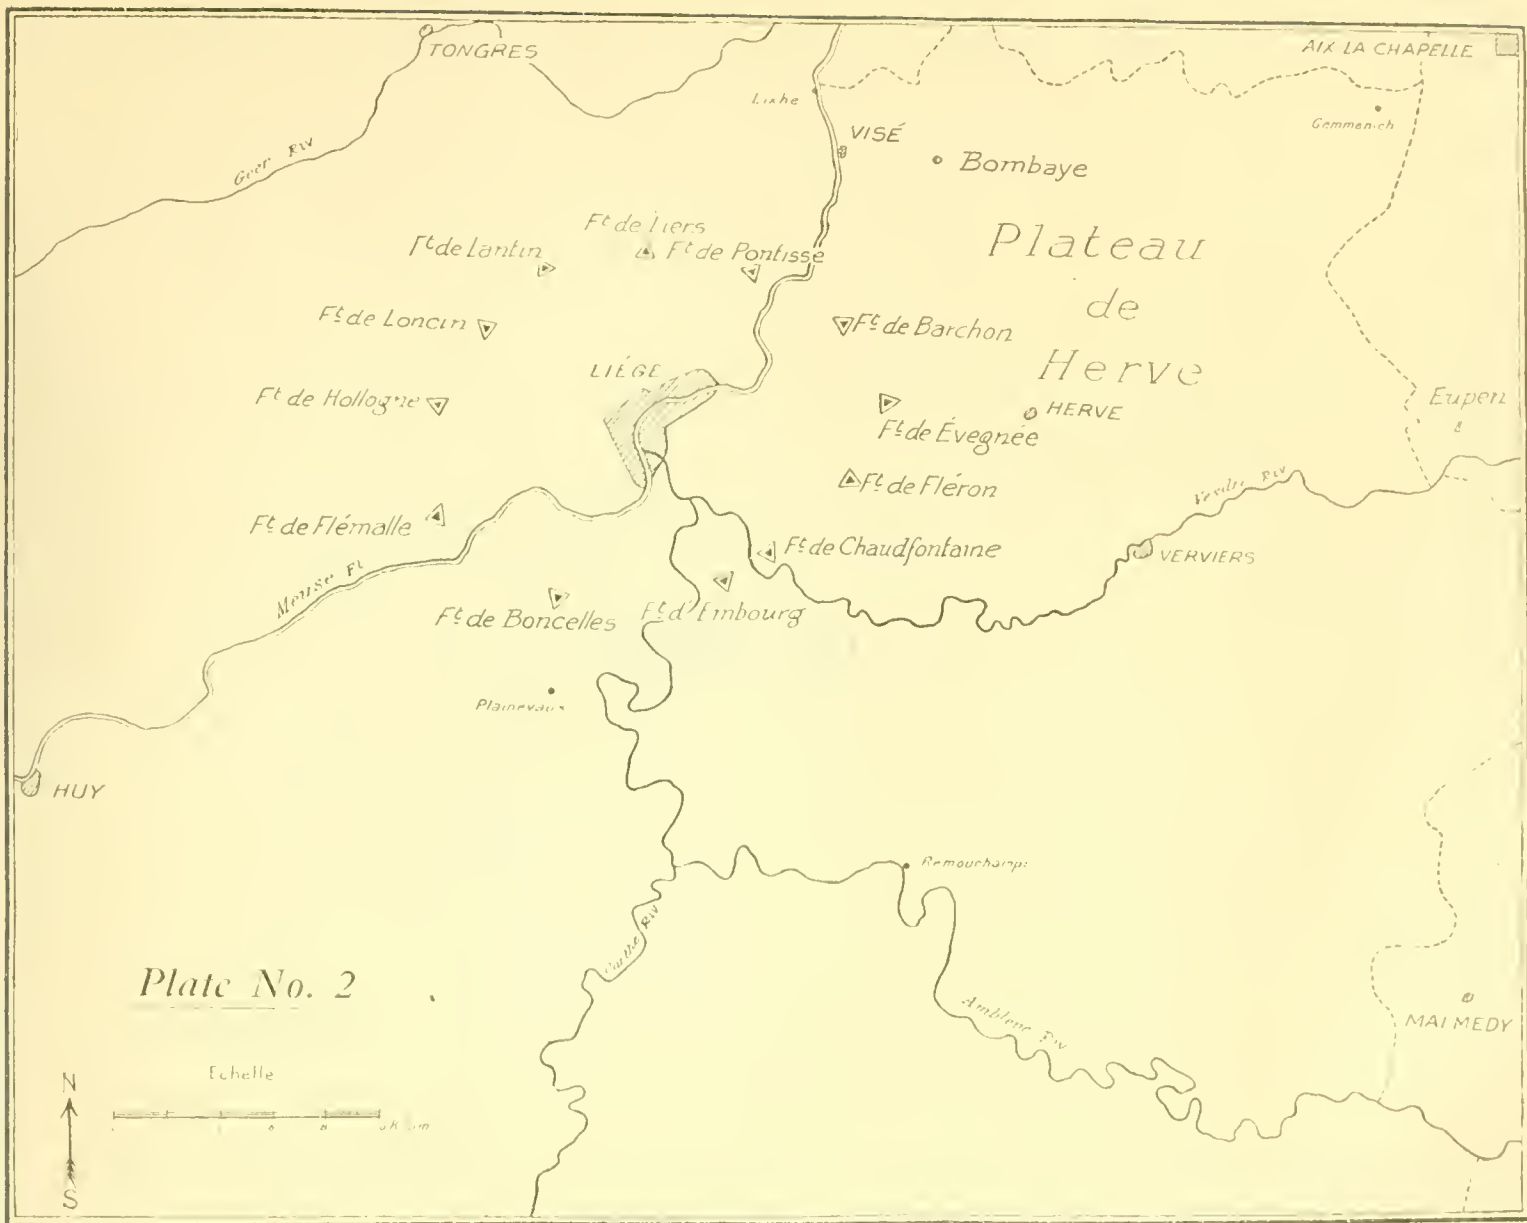 TONGRES
AIX LA CHAPELLE
Lixhe
Gemmenich
VISÉ
Bombaye
Geer Riv
Ft de Liers
Ft de Lantin
Ft de Pontisse
Plateau
de
Herve
Ft de Loncin
Ft de Barchon
LIÉGE
Ft de Hollogne
HERVE
Eupen
Ft de Évegnée
Ft de Fléron
Vesdre Riv
Ft de Flémalle
Ft de Chaudfontaine
VERVIERS
Meuse Fl
Ft de Boncelles
Ft d'Embourg
Plainevaux
HUY
Remouchamps
Ourthe Riv
Plate No. 2
Amblève Riv
MALMEDY
Echelle
N
S